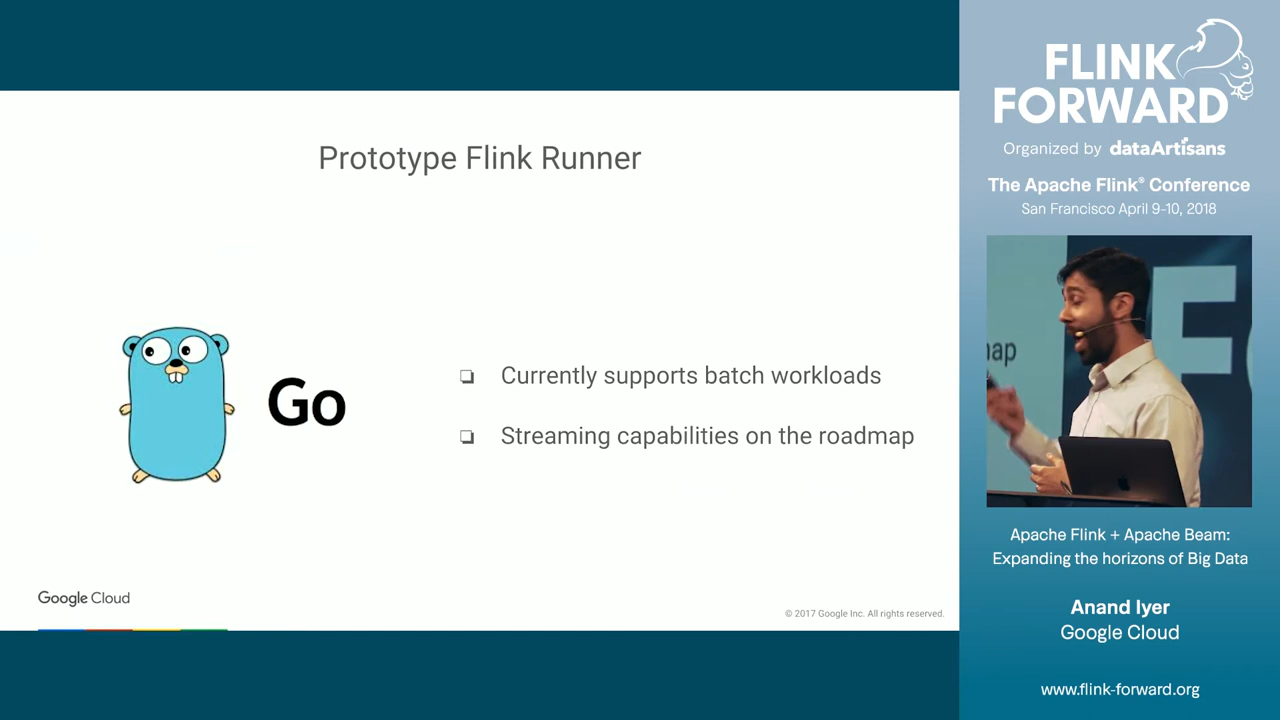 Prototype Flink Runner
Go
Currently supports batch workloads
Streaming capabilities on the roadmap
Google Cloud
© 2017 Google Inc. All rights reserved.
FLINK
FORWARD
Organized by dataArtisans
The Apache Flink® Conference
San Francisco April 9-10, 2018
F
Apache Flink + Apache Beam:
Expanding the horizons of Big Data
Anand Iyer
Google Cloud
www.flink-forward.org